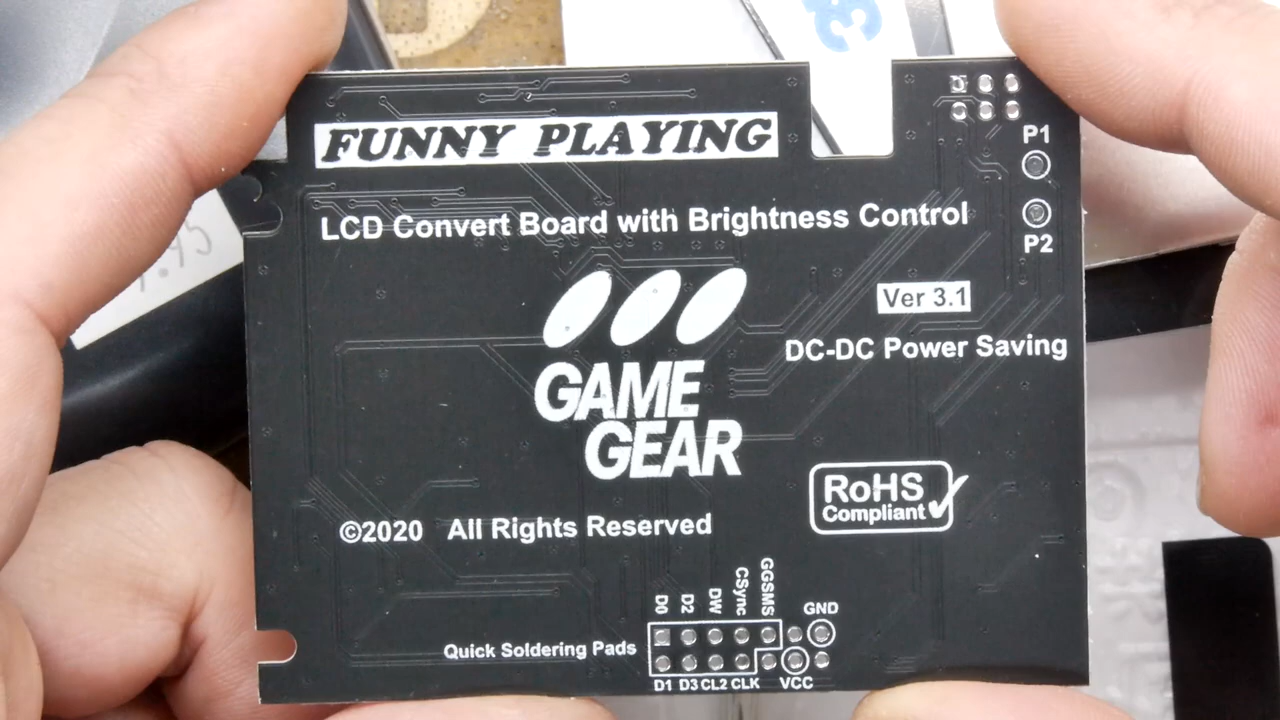 FUNNY PLAYING
P1
LCD Convert Board with Brightness Control
P2
Ver 3.1
DC-DC Power Saving
GAME
GEAR
RoHS
Compliant
©2020 All Rights Reserved
D0 D2 DW CSync GGSMS GND
Quick Soldering Pads
D1 D3 CL2 CLK VCC